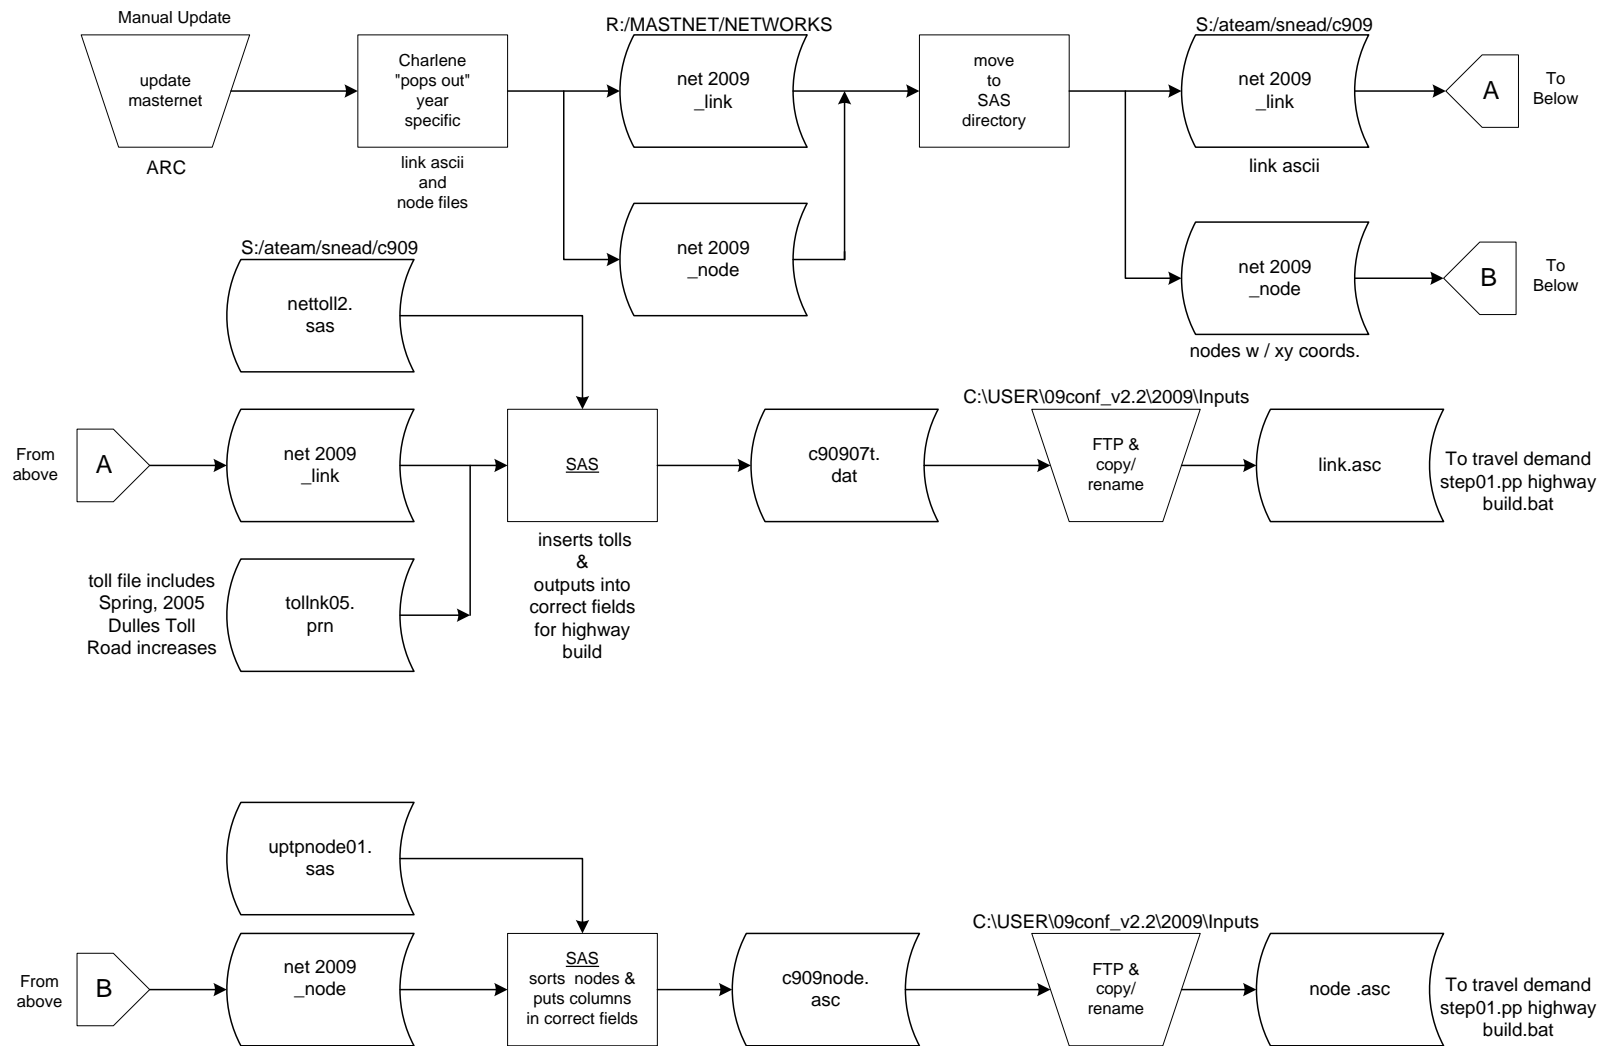 Manual Update
update
masternet
ARC
Charlene
"pops out"
year
specific
link ascii
and
node files
R:/MASTNET/NETWORKS
net 2009
_link
net 2009
_node
move
to
SAS
directory
S:/ateam/snead/c909
net 2009
_link
link ascii
A
To
Below
net 2009
_node
nodes w / xy coords.
B
To
Below
S:/ateam/snead/c909
nettoll2.
sas
From
above
A
net 2009
_link
toll file includes
Spring, 2005
Dulles Toll
Road increases
tollnk05.
prn
SAS
inserts tolls
&
outputs into
correct fields
for highway
build
c90907t.
dat
C:\USER\09conf_v2.2\2009\Inputs
FTP &
copy/
rename
link.asc
To travel demand
step01.pp highway
build.bat
uptpnode01.
sas
From
above
B
net 2009
_node
SAS
sorts nodes &
puts columns
in correct fields
c909node.
asc
C:\USER\09conf_v2.2\2009\Inputs
FTP &
copy/
rename
node .asc
To travel demand
step01.pp highway
build.bat